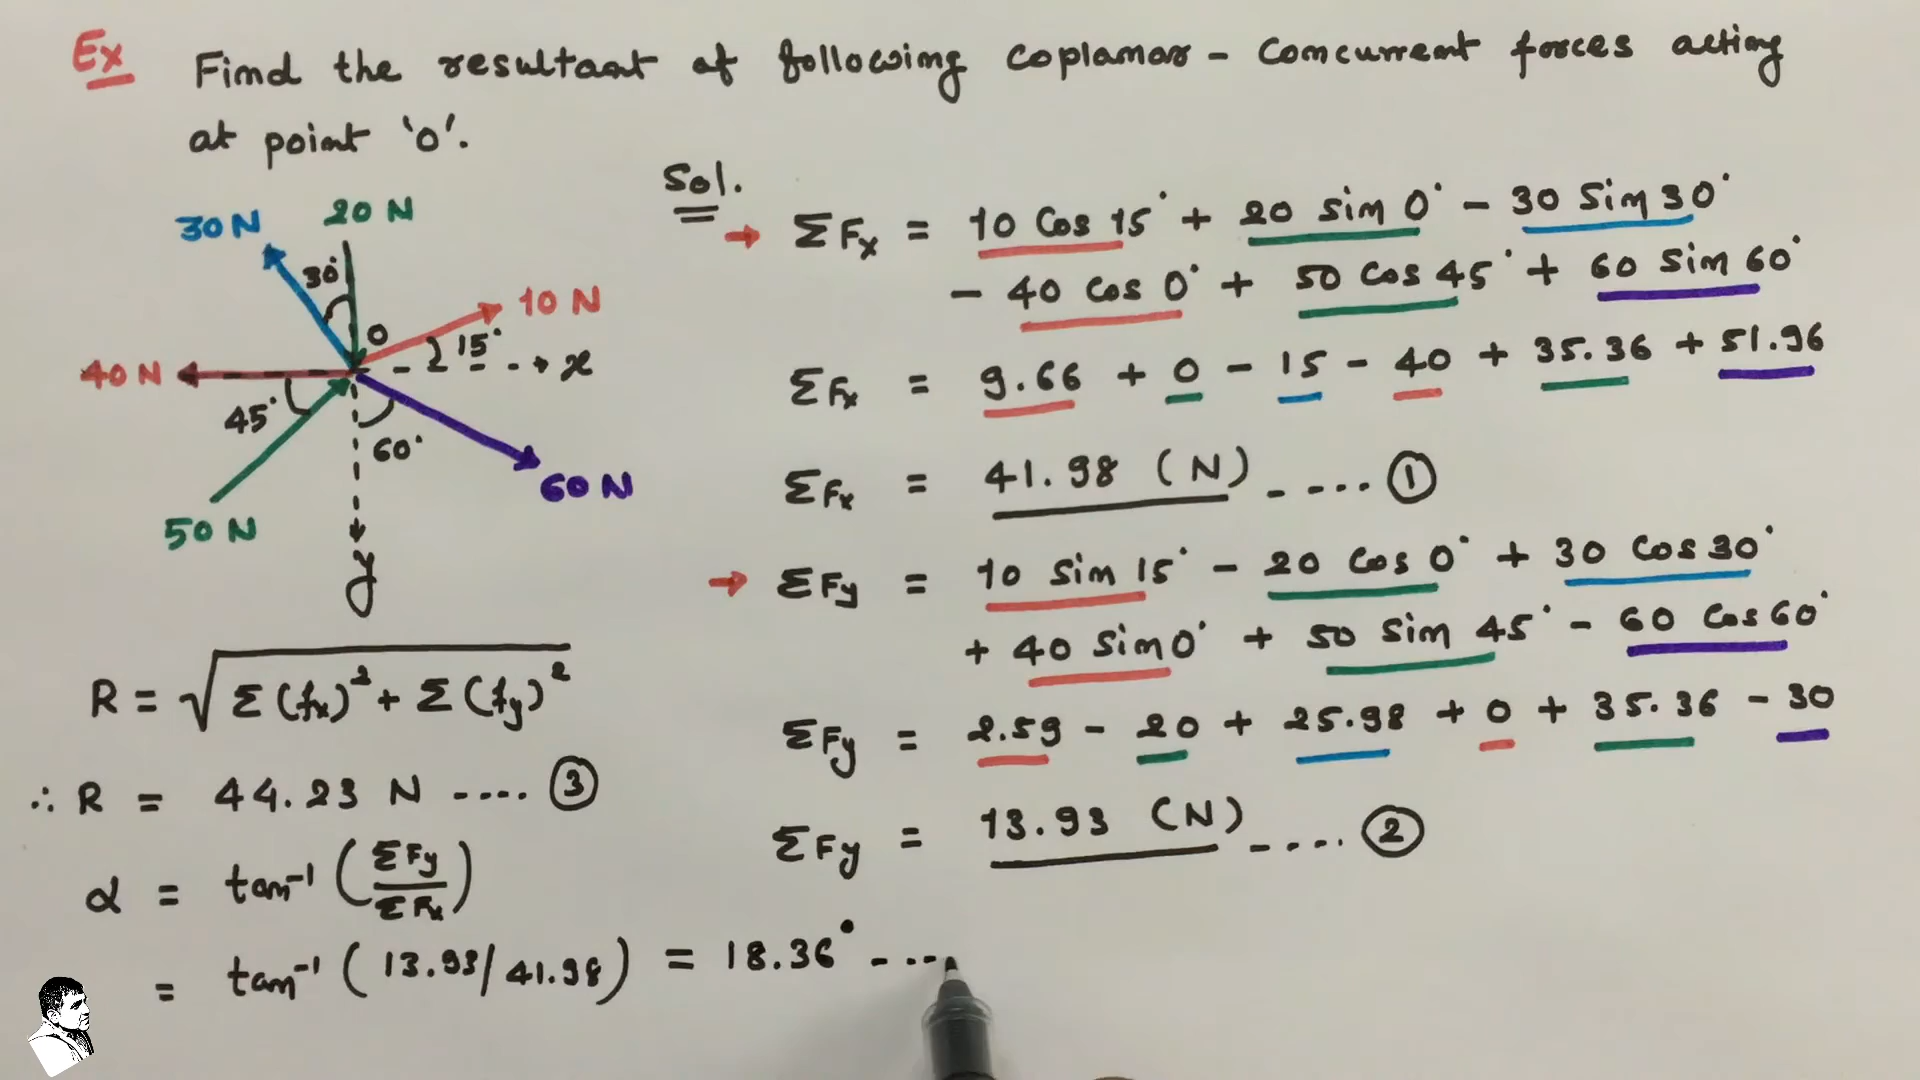 Ex Find the resultant of following coplanar - concurrent forces acting
at point 'O'.
30 N
20 N
30°
10 N
O
15°
x
40 N
45°
60°
60 N
50 N
y
R = √Σ(fx)² + Σ(fy)²
∴ R = 44.23 N .... ③
α = tan⁻¹ (ΣFy/ΣFx)
= tan⁻¹ (13.93/41.98) = 18.36° ....
Sol.
→ ΣFx = 10 Cos 15° + 20 Sin 0° - 30 Sin 30°
- 40 Cos 0° + 50 Cos 45° + 60 Sin 60°
ΣFx = 9.66 + 0 - 15 - 40 + 35.36 + 51.96
ΣFx = 41.98 (N) ..... ①
→ ΣFy = 10 Sin 15° - 20 Cos 0° + 30 Cos 30°
+ 40 Sin 0° + 50 Sin 45° - 60 Cos 60°
ΣFy = 2.59 - 20 + 25.98 + 0 + 35.36 - 30
ΣFy = 13.93 (N) ..... ②